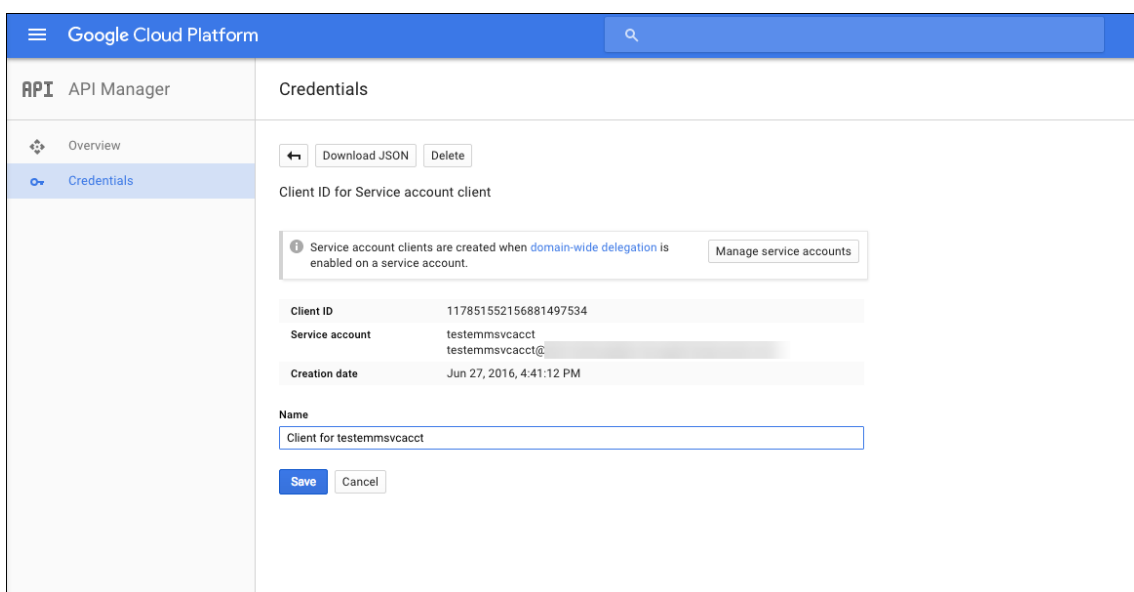 Google Cloud Platform
API API Manager
Credentials
Overview
Credentials
Download JSON Delete
Client ID for Service account client
Service account clients are created when domain-wide delegation is
enabled on a service account.
Manage service accounts
Client ID 117851552156881497534
Service account testemmsvcacct
testemmsvcacct@
Creation date Jun 27, 2016, 4:41:12 PM
Name
Client for testemmsvcacct
Save Cancel